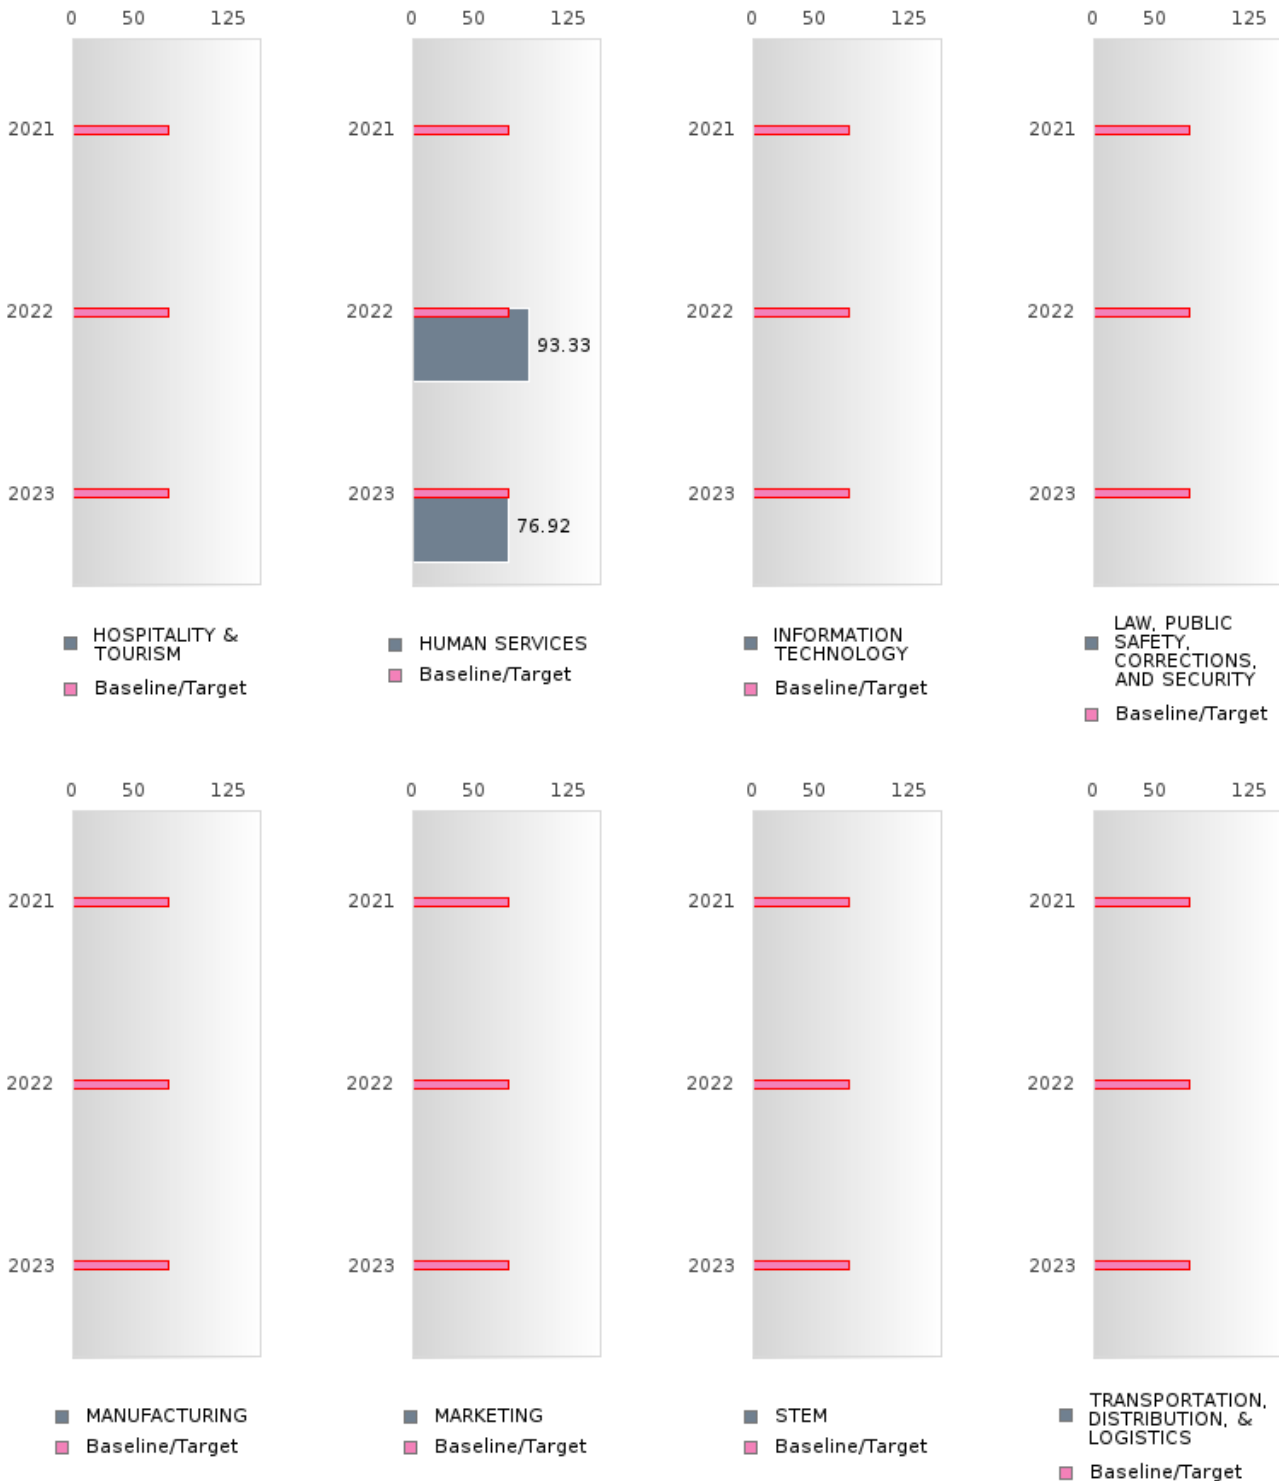 0 50 125
0 50 125
0 50 125
0 50 125
2021
2021
2021
2021
2022
2022
93.33
2022
2022
2023
2023
76.92
2023
2023
HOSPITALITY &
TOURISM
Baseline/Target
HUMAN SERVICES
Baseline/Target
INFORMATION
TECHNOLOGY
Baseline/Target
LAW, PUBLIC
SAFETY,
CORRECTIONS,
AND SECURITY
Baseline/Target
0 50 125
0 50 125
0 50 125
0 50 125
2021
2021
2021
2021
2022
2022
2022
2022
2023
2023
2023
2023
MANUFACTURING
Baseline/Target
MARKETING
Baseline/Target
STEM
Baseline/Target
TRANSPORTATION,
DISTRIBUTION, &
LOGISTICS
Baseline/Target